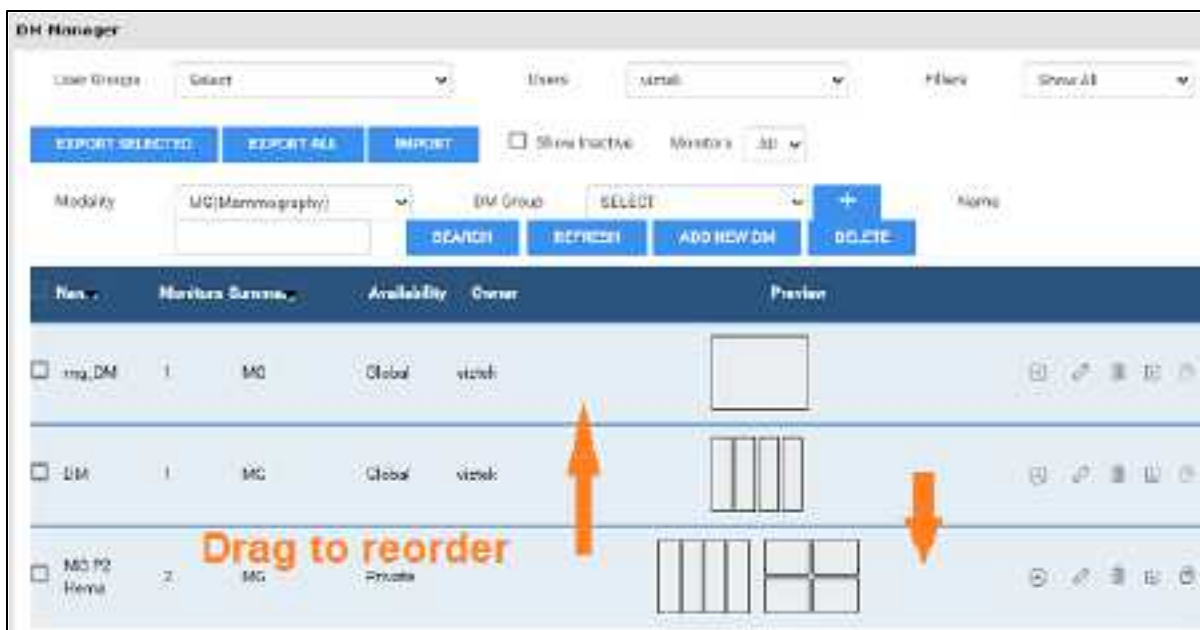 DM Manager
User Groups Select Users viztek Filters Show All
EXPORT SELECTED EXPORT ALL IMPORT Show Inactive Monitors All
Modality MG(Mammography) DM Group SELECT + Name
SEARCH REFRESH ADD NEW DM DELETE
Monitors Summa Availability Owner Preview
mg_DM 1 MG Global viztek
DM 1 MG Global viztek
Drag to reorder
MG P2 Hema 2 MG Private